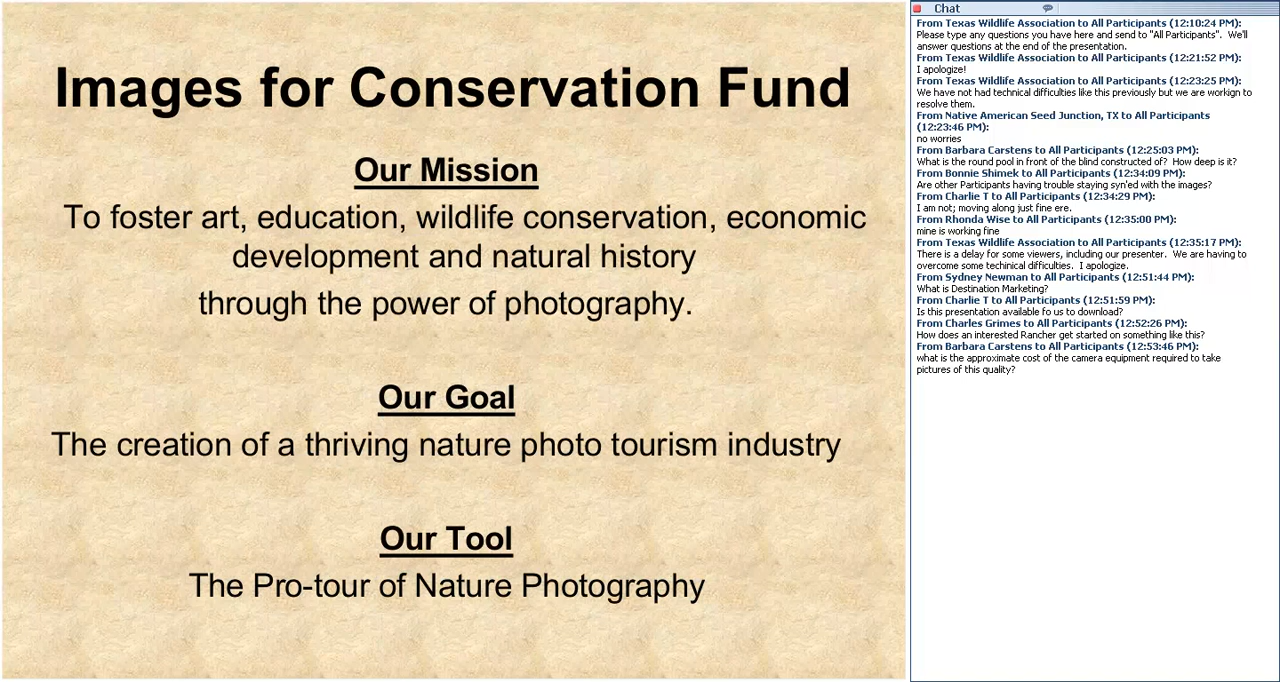 Images for Conservation Fund
Our Mission
To foster art, education, wildlife conservation, economic
development and natural history
through the power of photography.
Our Goal
The creation of a thriving nature photo tourism industry
Our Tool
The Pro-tour of Nature Photography
Chat
From Texas Wildlife Association to All Participants (12:10:24 PM):
Please type any questions you have here and send to "All Participants". We'll
answer questions at the end of the presentation.
From Texas Wildlife Association to All Participants (12:21:52 PM):
I apologize!
From Texas Wildlife Association to All Participants (12:23:25 PM):
We have not had technical difficulties like this previously but we are workign to
resolve them.
From Native American Seed Junction, TX to All Participants
(12:23:46 PM):
no worries
From Barbara Carstens to All Participants (12:25:03 PM):
What is the round pool in front of the blind constructed of? How deep is it?
From Bonnie Shimek to All Participants (12:34:09 PM):
Are other Participants having trouble staying syn'ed with the images?
From Charlie T to All Participants (12:34:29 PM):
I am not; moving along just fine ere.
From Rhonda Wise to All Participants (12:35:00 PM):
mine is working fine
From Texas Wildlife Association to All Participants (12:35:17 PM):
There is a delay for some viewers, including our presenter. We are having to
overcome some techinical difficulties. I apologize.
From Sydney Newman to All Participants (12:51:44 PM):
What is Destination Marketing?
From Charlie T to All Participants (12:51:59 PM):
Is this presentation available fo us to download?
From Charles Grimes to All Participants (12:52:26 PM):
How does an interested Rancher get started on something like this?
From Barbara Carstens to All Participants (12:53:46 PM):
what is the approximate cost of the camera equipment required to take
pictures of this quality?